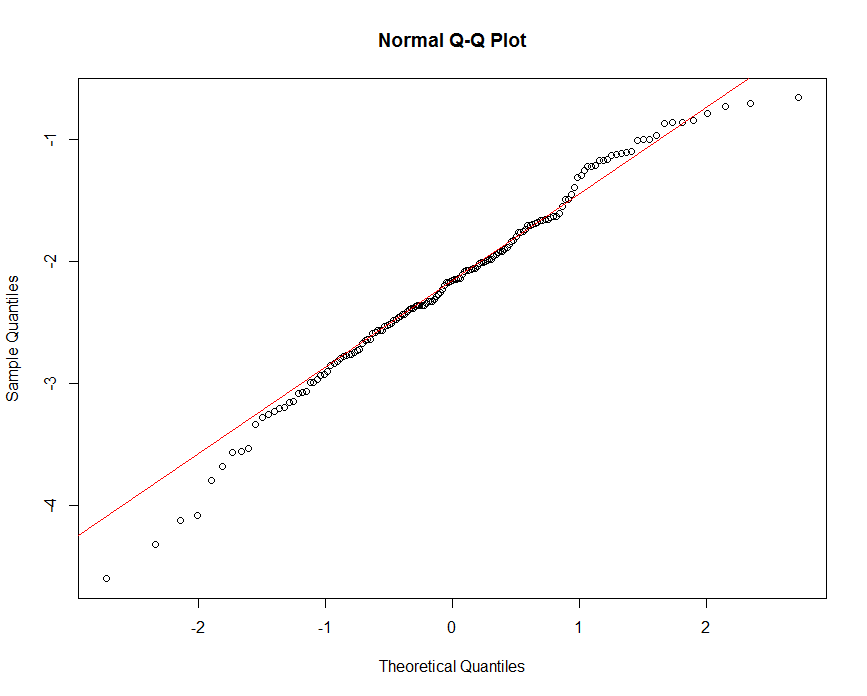 Normal Q-Q Plot
-1
-2
-3
-4
Sample Quantiles
-2 -1 0 1 2
Theoretical Quantiles